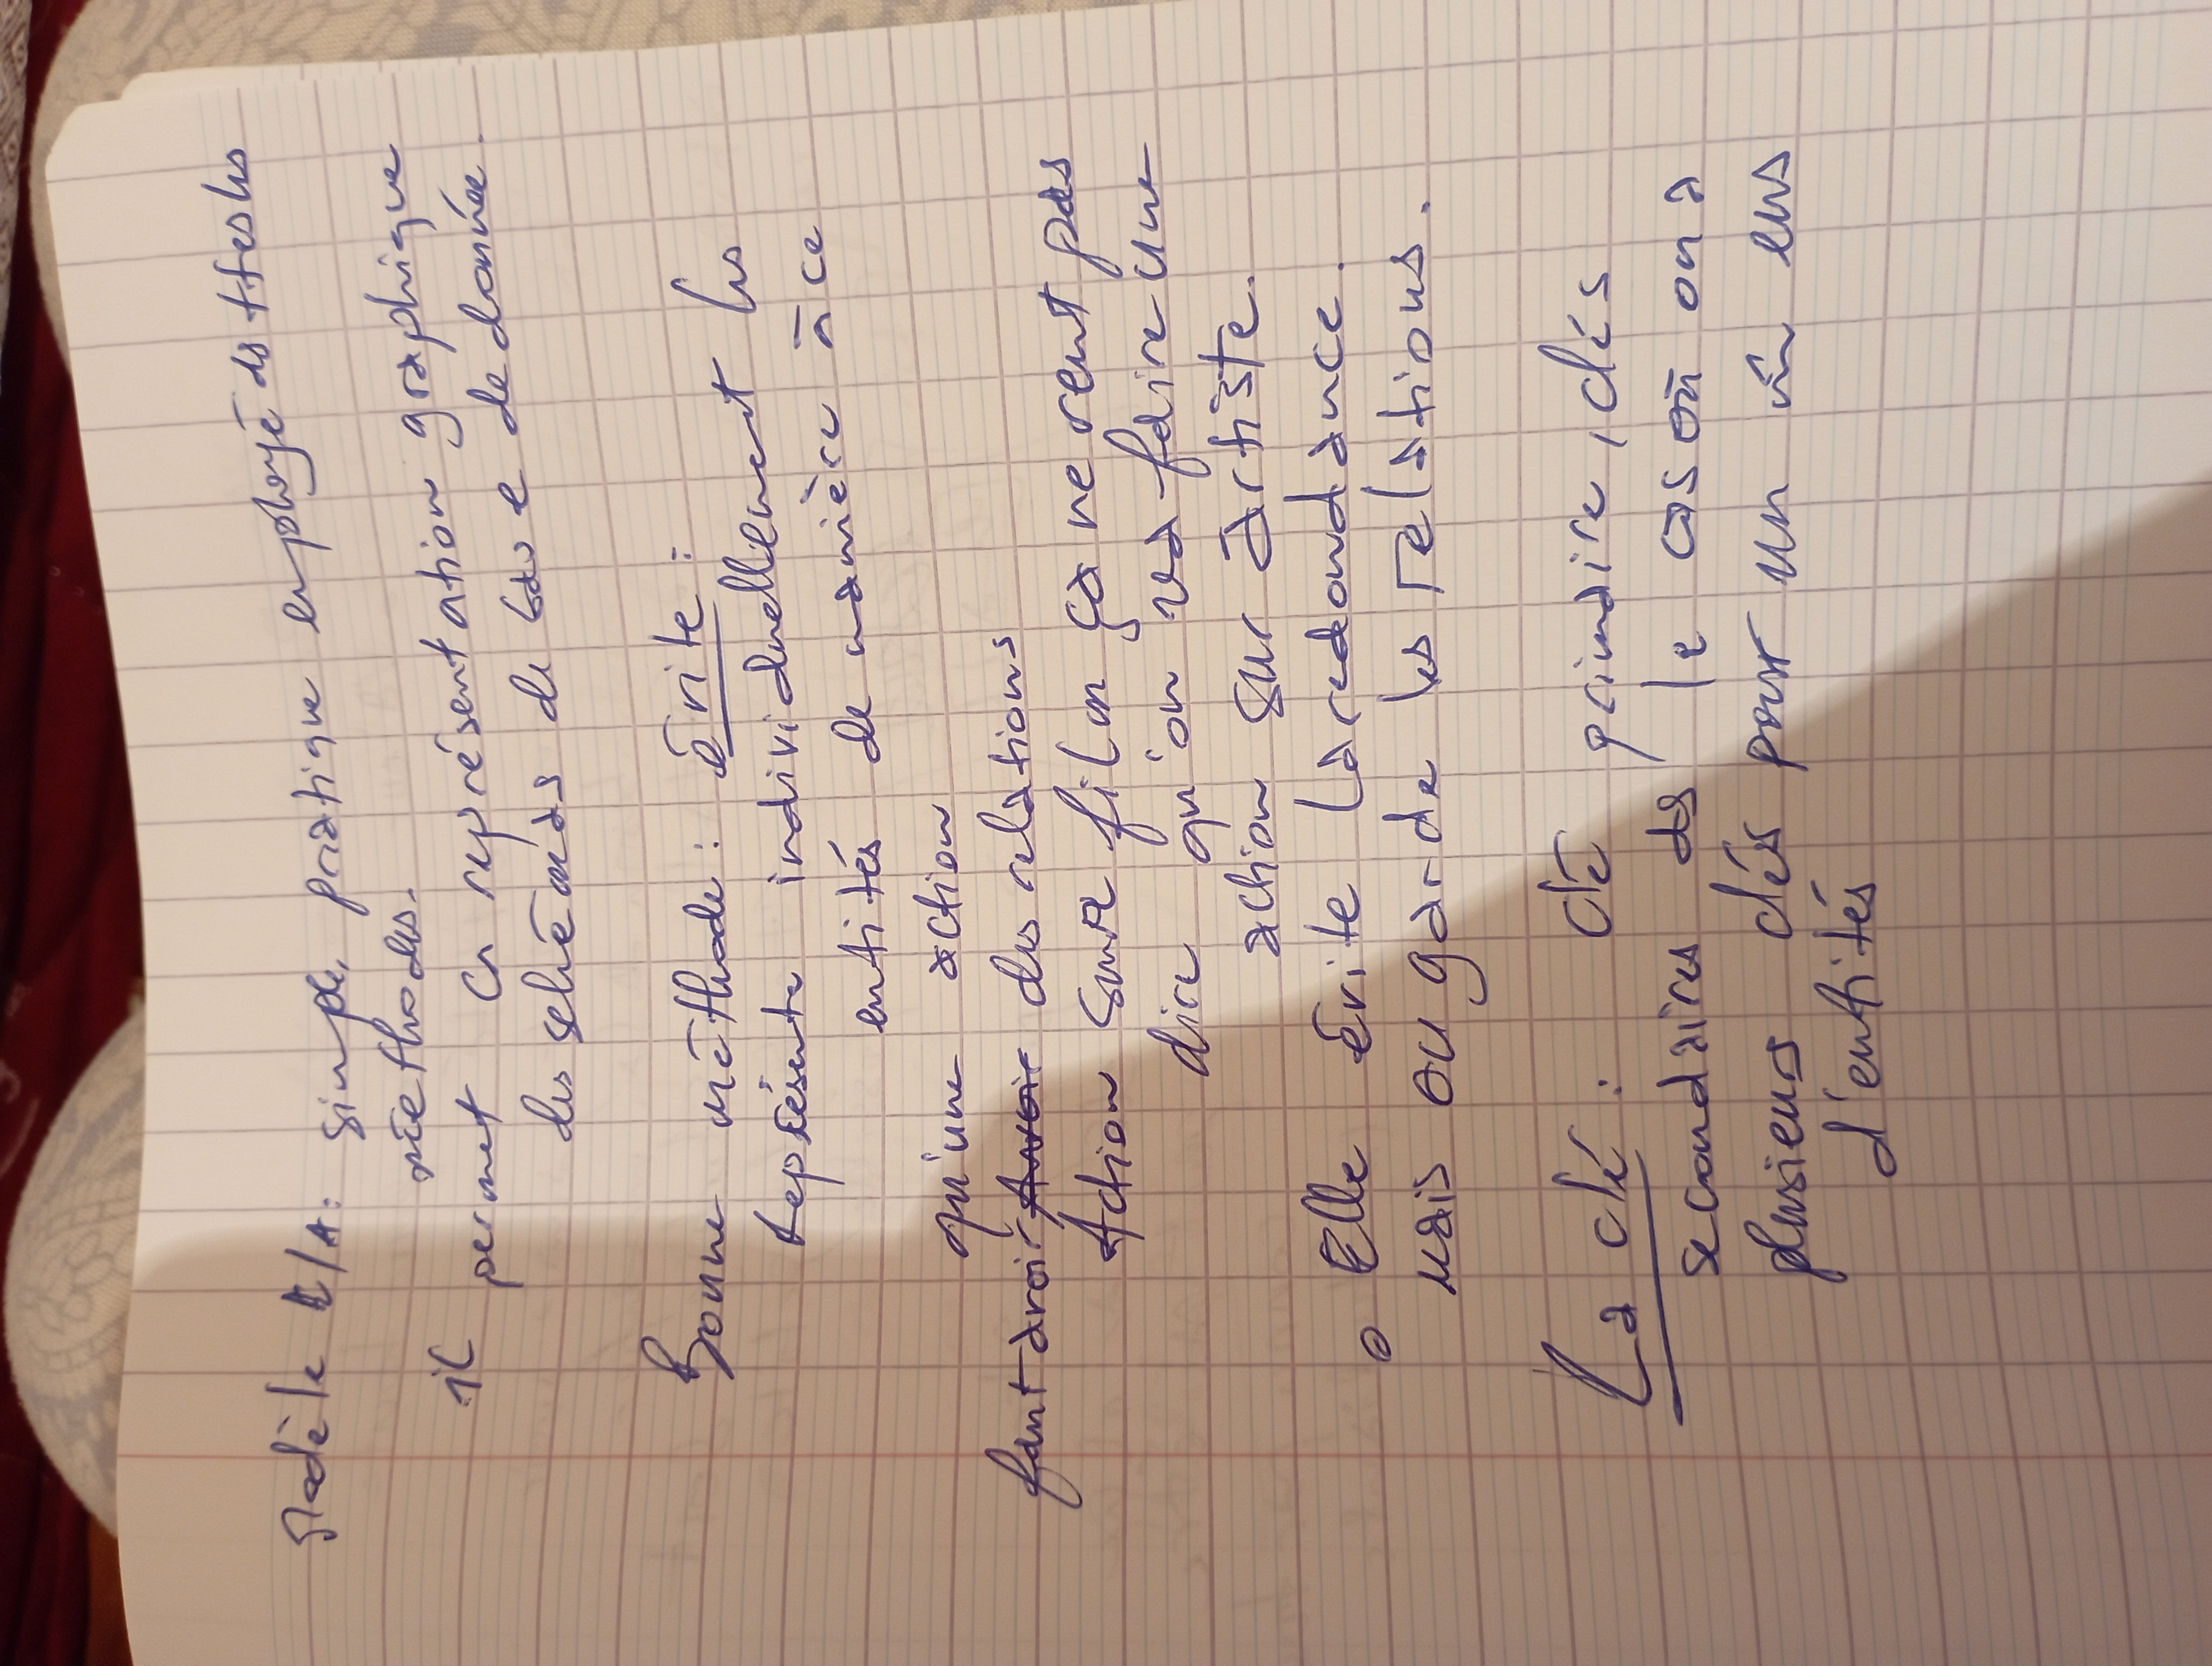 Modèle E/A: simple, pratique employé ds ttes les
méethodes.
il permet la représentation graphique
des schémas de base de donnée.
Bonne méthode: évite:
représente individuellement les
entités de manière à ce
qu'une action
faut avoir Avoir des relations
Action sur film ça ne veut pas
dire qu'on va faire une
action sur artiste.
o Elle évite la redondance.
mais on garde les relations.
La clé: clé primaire, clés
secondaires ds le cas où on a
plusieurs clés pour un m̂ ens
d'entités